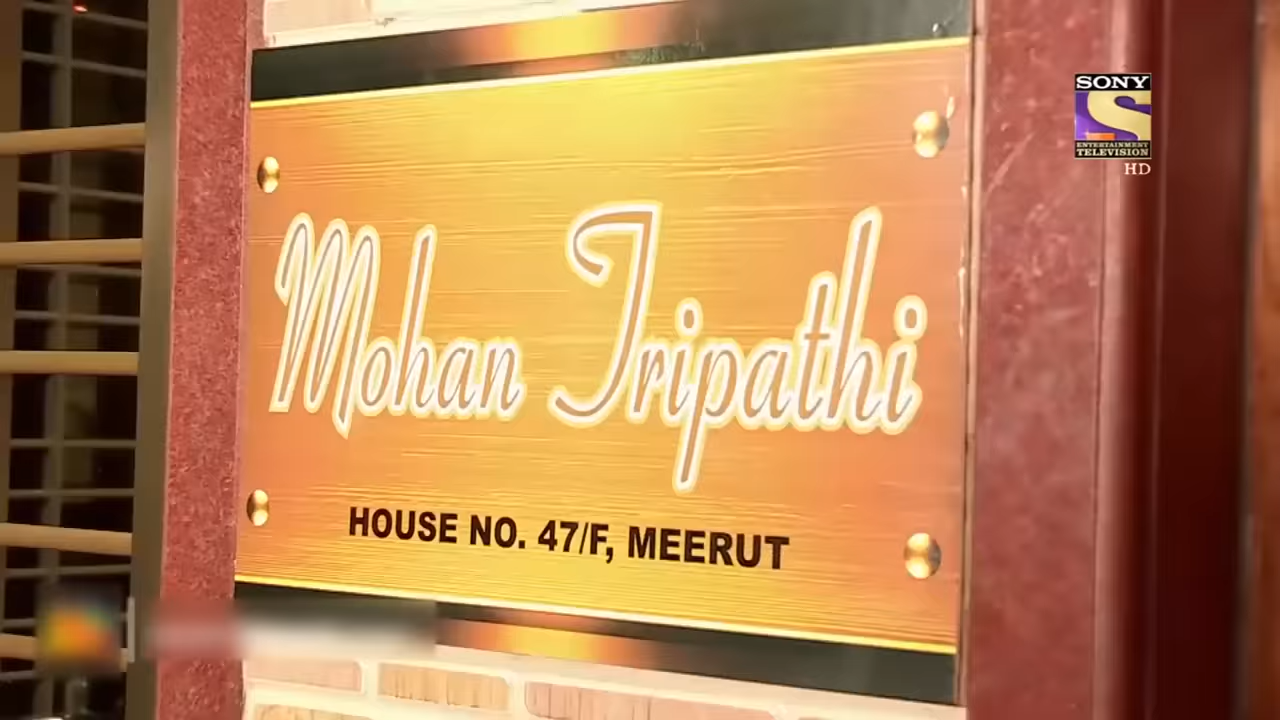 SONY
ENTERTAINMENT
TELEVISION
HD
Mohan Tripathi
HOUSE NO. 47/F, MEERUT